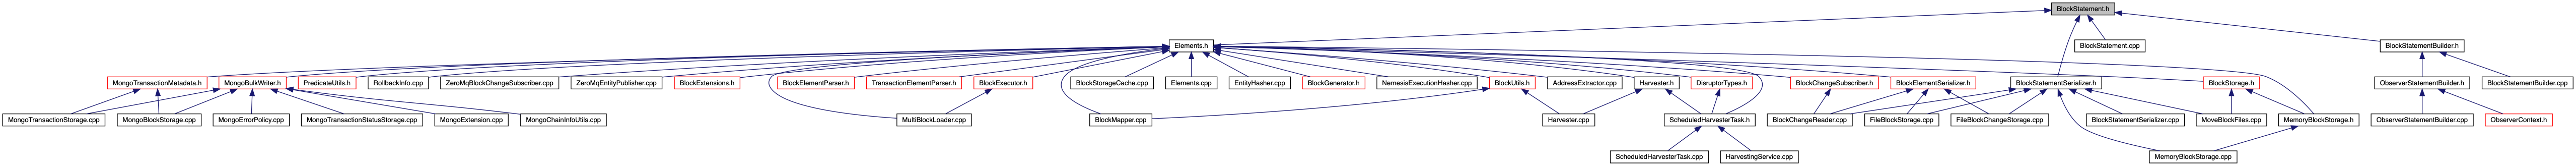 BlockStatement.h
Elements.h
BlockStatement.cpp
BlockStatementBuilder.h
MongoTransactionMetadata.h
MongoBulkWriter.h
PredicateUtils.h
RollbackInfo.cpp
ZeroMqBlockChangeSubscriber.cpp
ZeroMqEntityPublisher.cpp
BlockExtensions.h
BlockElementParser.h
TransactionElementParser.h
BlockExecutor.h
BlockStorageCache.cpp
Elements.cpp
EntityHasher.cpp
BlockGenerator.h
NemesisExecutionHasher.cpp
BlockUtils.h
AddressExtractor.cpp
Harvester.h
DisruptorTypes.h
BlockChangeSubscriber.h
BlockElementSerializer.h
BlockStatementSerializer.h
BlockStorage.h
ObserverStatementBuilder.h
BlockStatementBuilder.cpp
MongoTransactionStorage.cpp
MongoBlockStorage.cpp
MongoErrorPolicy.cpp
MongoTransactionStatusStorage.cpp
MongoExtension.cpp
MongoChainInfoUtils.cpp
MultiBlockLoader.cpp
BlockMapper.cpp
Harvester.cpp
ScheduledHarvesterTask.h
BlockChangeReader.cpp
FileBlockStorage.cpp
FileBlockChangeStorage.cpp
BlockStatementSerializer.cpp
MoveBlockFiles.cpp
MemoryBlockStorage.h
ObserverStatementBuilder.cpp
ObserverContext.h
ScheduledHarvesterTask.cpp
HarvestingService.cpp
MemoryBlockStorage.cpp